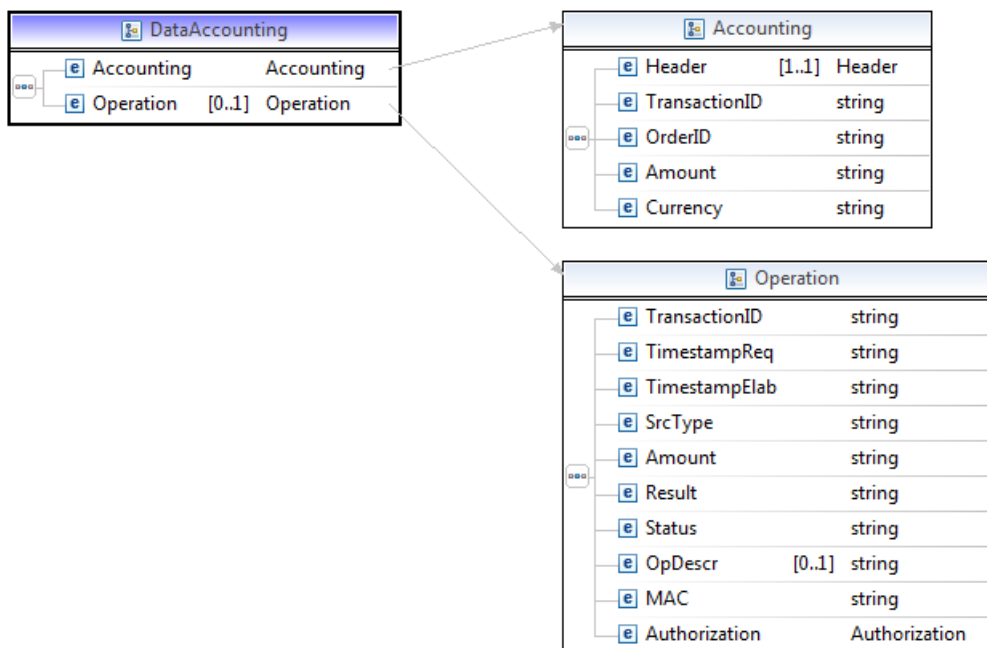 DataAccounting
e Accounting Accounting
e Operation [0..1] Operation
Accounting
e Header [1..1] Header
e TransactionID string
e OrderID string
e Amount string
e Currency string
Operation
e TransactionID string
e TimestampReq string
e TimestampElab string
e SrcType string
e Amount string
e Result string
e Status string
e OpDescr [0..1] string
e MAC string
e Authorization Authorization